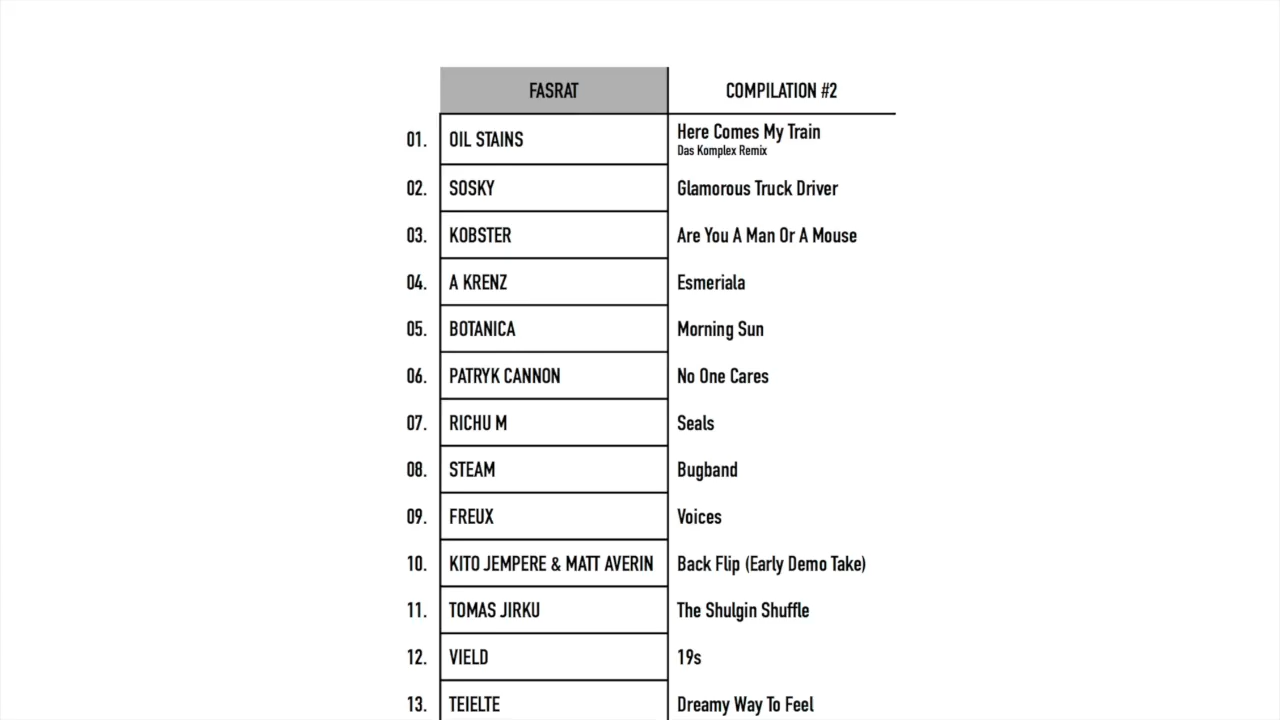 FASRAT COMPILATION #2
01. OIL STAINS Here Comes My Train
Das Komplex Remix
02. SOSKY Glamorous Truck Driver
03. KOBSTER Are You A Man Or A Mouse
04. A KRENZ Esmeriala
05. BOTANICA Morning Sun
06. PATRYK CANNON No One Cares
07. RICHU M Seals
08. STEAM Bugband
09. FREUX Voices
10. KITO JEMPERE & MATT AVERIN Back Flip (Early Demo Take)
11. TOMAS JIRKU The Shulgin Shuffle
12. VIELD 19s
13. TEIELTE Dreamy Way To Feel